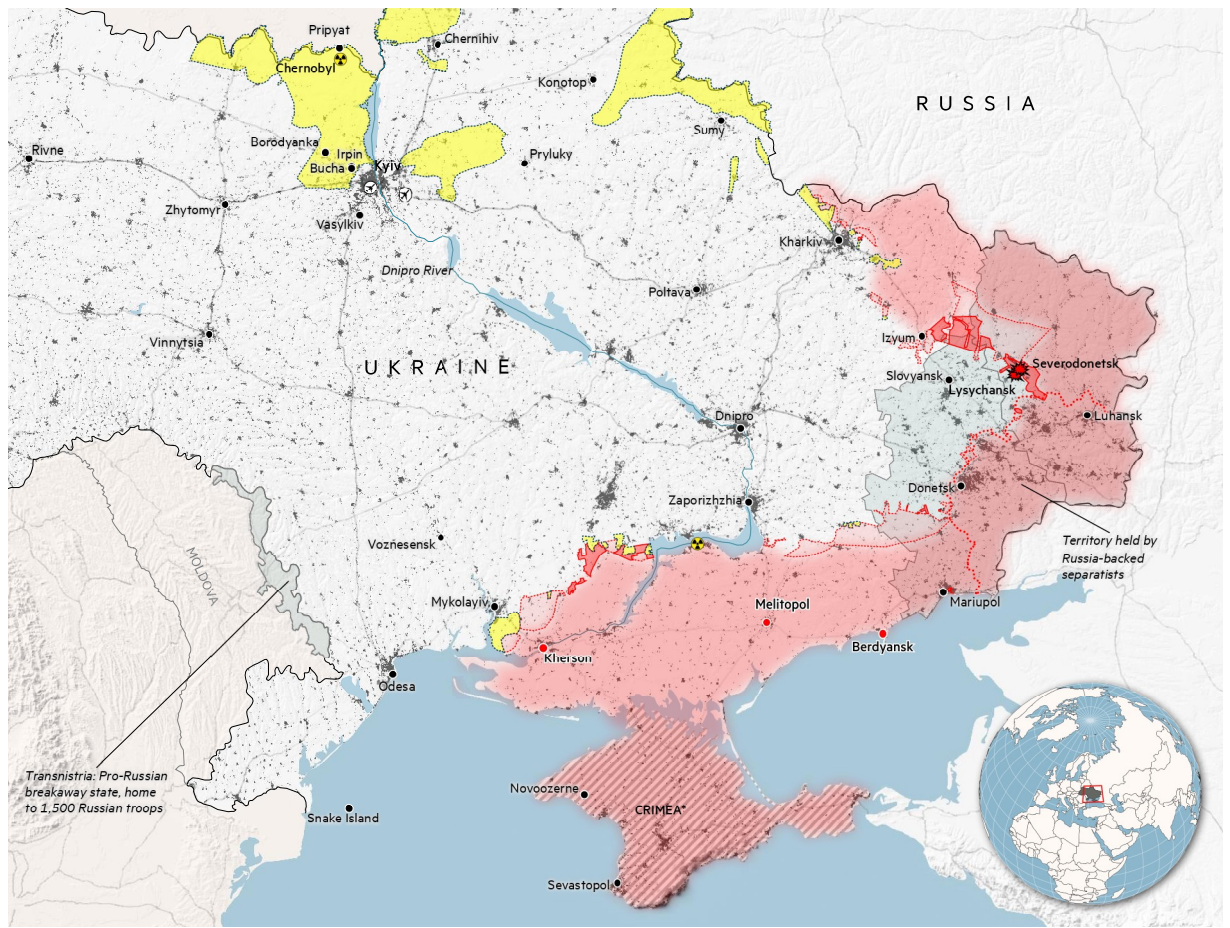 Pripyat
Chernihiv
Chernobyl
Konotop
RUSSIA
Sumy
Borodyanka
Rivne
Irpin
Pryluky
Kyiv
Bucha
Zhytomyr
Vasylkiv
Kharkiv
Dnipro River
Poltava
Vinnytsia
Izyum
UKRAINE
Severodonetsk
Slovyansk
Lysychansk
Dnipro
Luhansk
Donetsk
Zaporizhzhia
Voznesensk
Territory held by
Russia-backed
separatists
MOLDOVA
Mykolayiv
Melitopol
Mariupol
Berdyansk
Kherson
Odesa
Transnistria: Pro-Russian
breakaway state, home
to 1,500 Russian troops
Novoozerne
CRIMEA*
Snake Island
Sevastopol